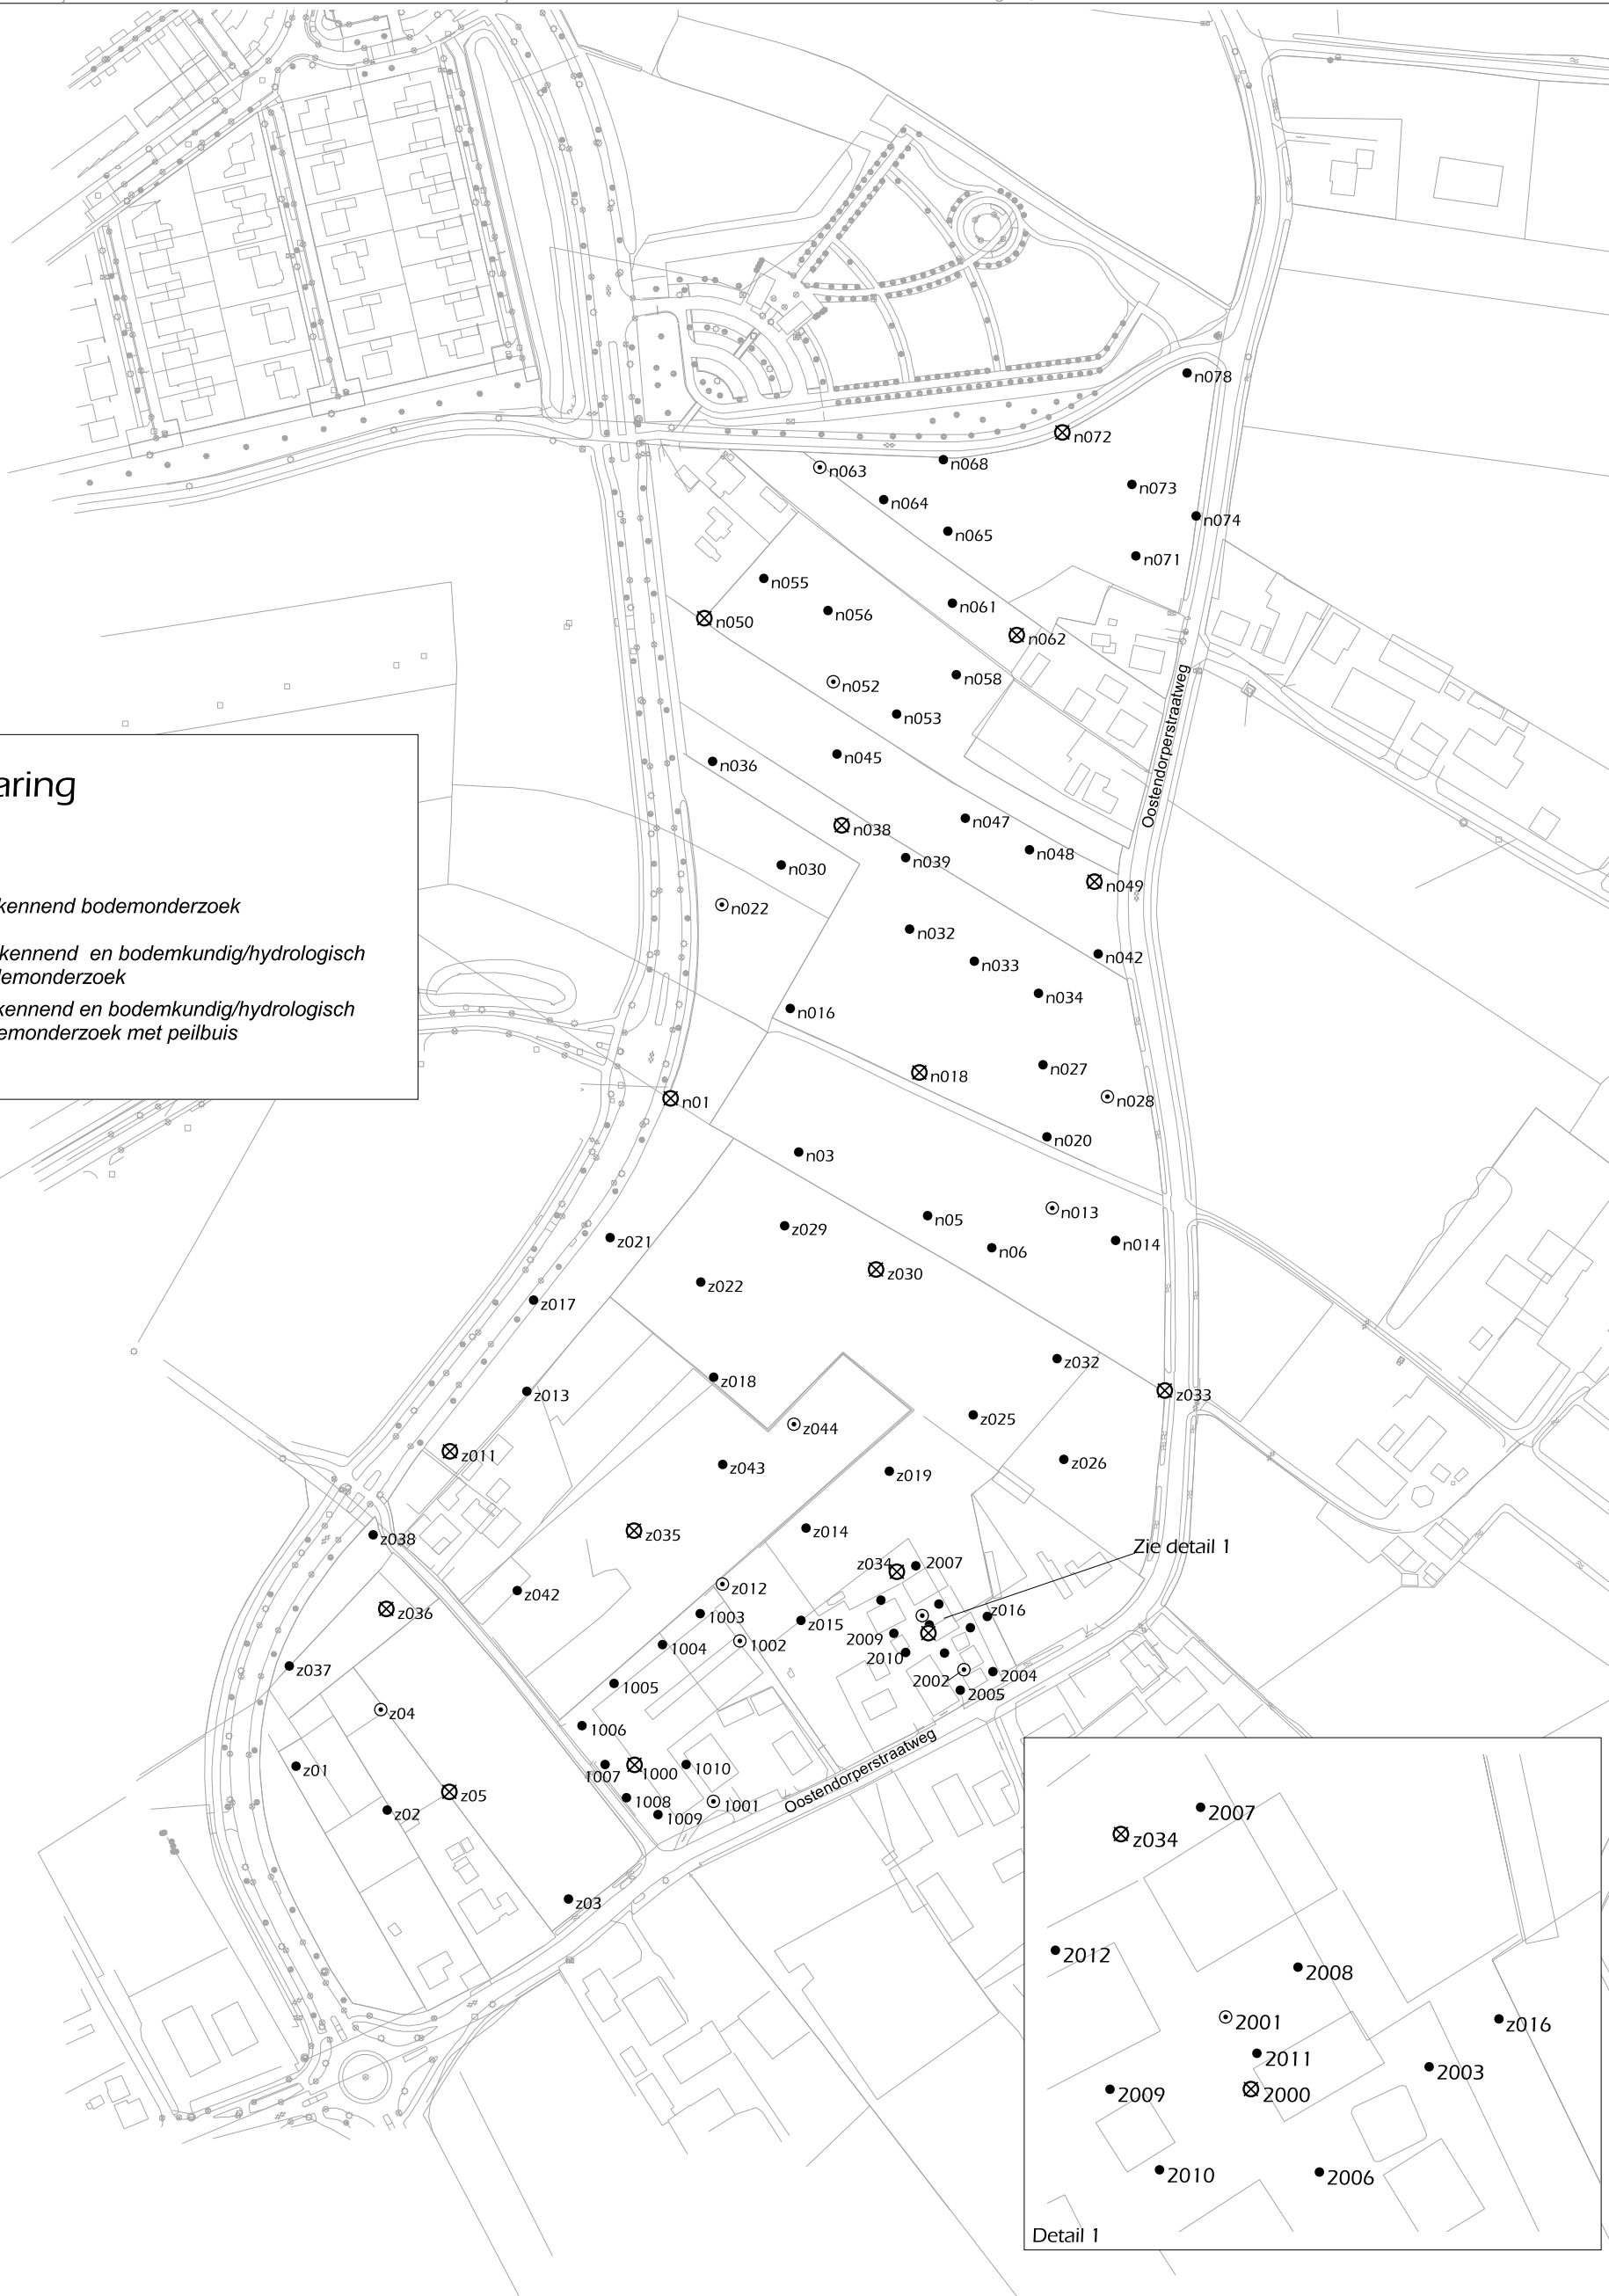 n078
n072
n068
n063
n073
n064
n074
n065
n071
n055
n061
n056
n050
n062
n058
n052
Oostendorperstraatweg
n053
n045
n036
aring
n047
n038
n048
n039
n030
n049
kennend bodemonderzoek
n022
n032
kennend en bodemkundig/hydrologisch
n042
n033
demonderzoek
n034
kennend en bodemkundig/hydrologisch
n016
emonderzoek met peilbuis
n027
n018
n01
n028
n020
n03
n013
n05
z029
z021
n014
n06
z030
z022
z017
z032
z018
z013
z033
z025
z044
z011
z026
z043
z019
z014
z035
z038
Zie detail 1
z034
2007
z012
z042
z016
z036
1003
z015
2009
1004
1002
2010
z037
2004
2002
1005
2005
z04
1006
1007
1000
1010
z01
Oostendorperstraatweg
z05
1008
1001
z02
1009
z03
2007
z034
2012
2008
2001
z016
2011
2003
2009
2000
2010
2006
Detail 1